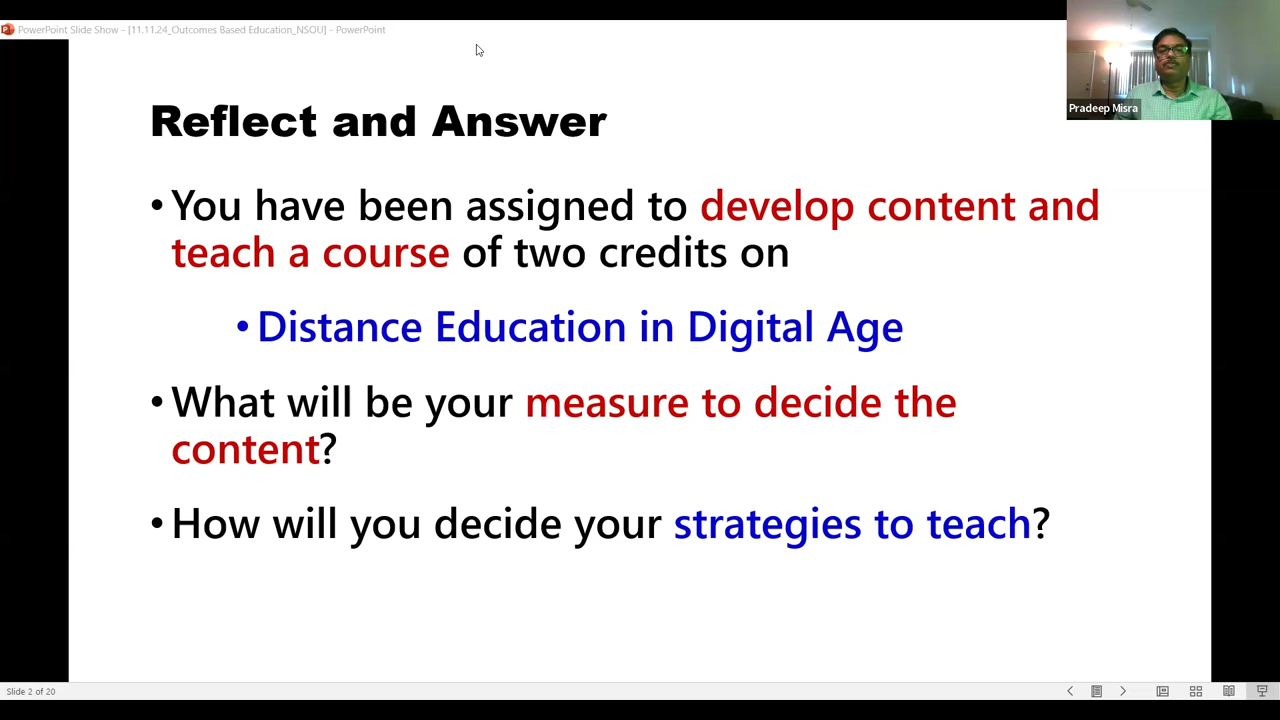 PowerPoint Slide Show - [11.11.24_Outcomes Based Education_NSOU] - PowerPoint
Pradeep Misra
Reflect and Answer
• You have been assigned to develop content and
teach a course of two credits on
• Distance Education in Digital Age
• What will be your measure to decide the
content?
• How will you decide your strategies to teach?
Slide 2 of 20